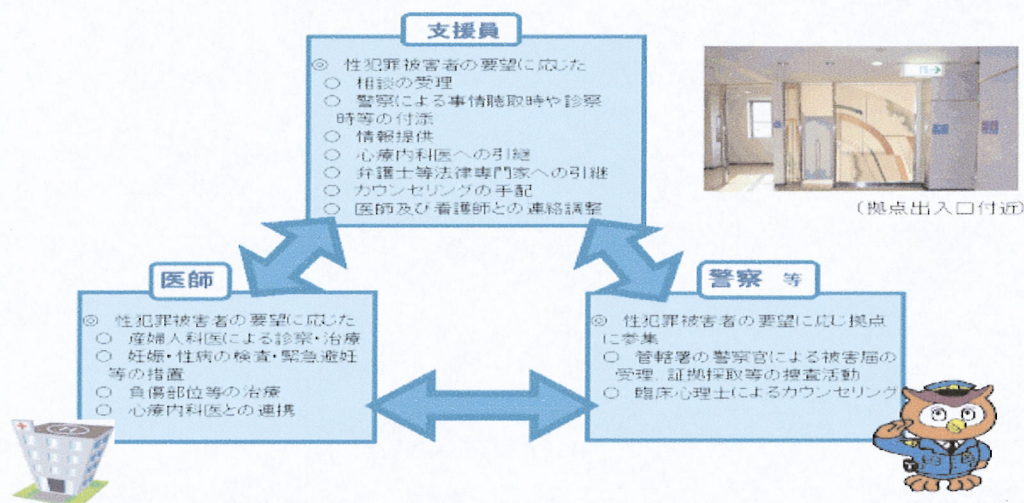 支援員
◎ 性犯罪被害者の要望に応じた
○ 相談の受理
○ 警察による事情聴取時や診察
時等の付添
○ 情報提供
○ 心療内科医への引継
○ 弁護士等法律専門家への引継
○ カウンセリングの手配
○ 医師及び看護師との連絡調整
(拠点出入口付近)
医師
◎ 性犯罪被害者の要望に応じた
○ 産婦人科医による診察・治療
○ 妊娠・性病の検査・緊急避妊
等の措置
○ 負傷部位等の治療
○ 心療内科医との連携
警察 等
◎ 性犯罪被害者の要望に応じ拠点
に参集
○ 管轄署の警察官による被害届の
受理、証拠採取等の捜査活動
○ 臨床心理士によるカウンセリング